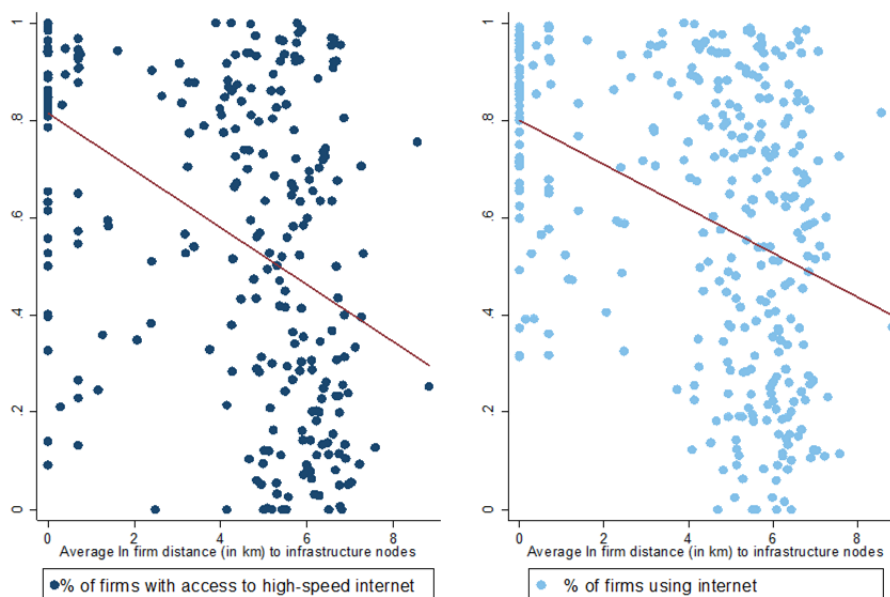 1
.8
.6
.4
.2
0
0 2 4 6 8
Average ln firm distance (in km) to infrastructure nodes
% of firms with access to high-speed internet
1
.8
.6
.4
.2
0
0 2 4 6 8
Average ln firm distance (in km) to infrastructure nodes
% of firms using internet